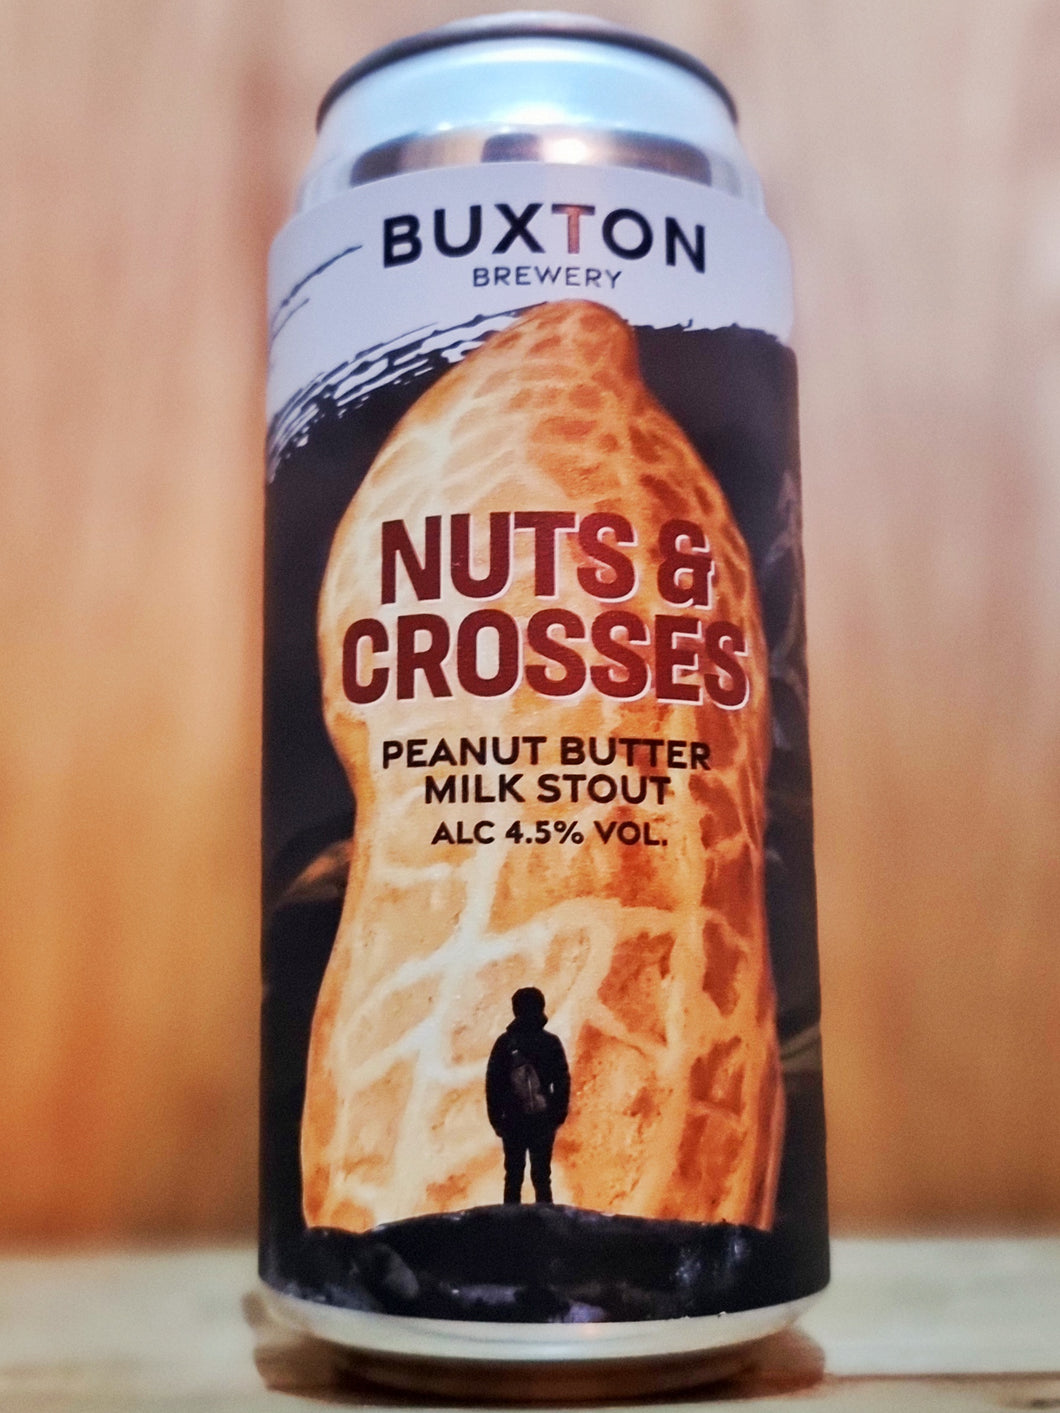 BUXTON
BREWERY
NUTS &
CROSSES
PEANUT BUTTER
MILK STOUT
ALC 4.5% VOL.